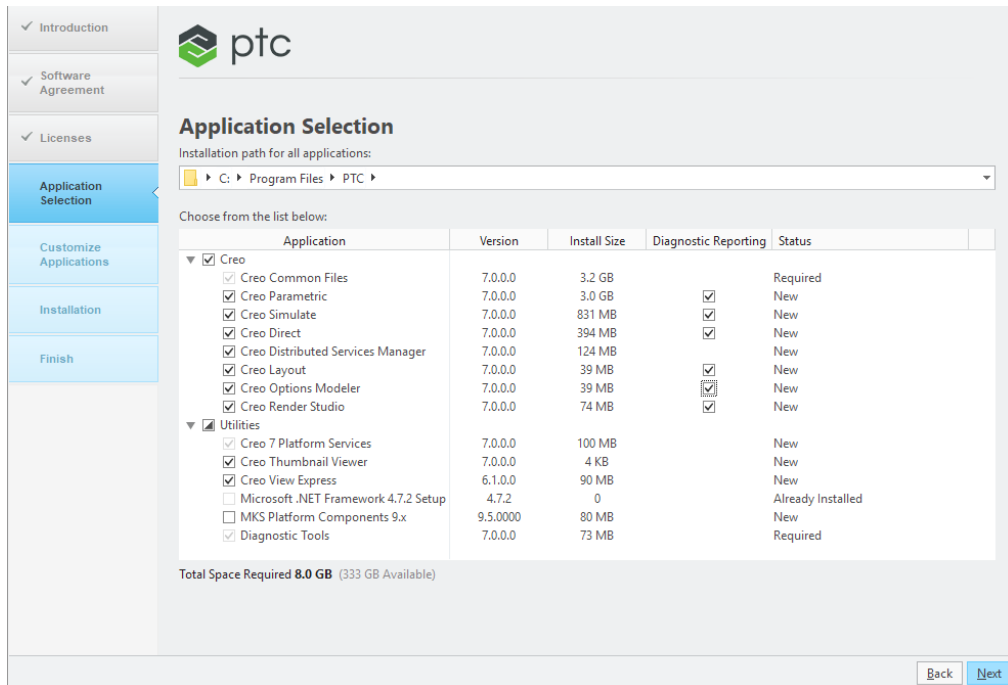 Introduction
Software
Agreement
Licenses
Application
Selection
Customize
Applications
Installation
Finish
ptc
Application Selection
Installation path for all applications:
C: Program Files PTC
Choose from the list below:
Application Version Install Size Diagnostic Reporting Status
Creo
Creo Common Files 7.0.0.0 3.2 GB Required
Creo Parametric 7.0.0.0 3.0 GB New
Creo Simulate 7.0.0.0 831 MB New
Creo Direct 7.0.0.0 394 MB New
Creo Distributed Services Manager 7.0.0.0 124 MB New
Creo Layout 7.0.0.0 39 MB New
Creo Options Modeler 7.0.0.0 39 MB New
Creo Render Studio 7.0.0.0 74 MB New
Utilities
Creo 7 Platform Services 7.0.0.0 100 MB New
Creo Thumbnail Viewer 7.0.0.0 4 KB New
Creo View Express 6.1.0.0 90 MB New
Microsoft .NET Framework 4.7.2 Setup 4.7.2 0 Already Installed
MKS Platform Components 9.x 9.5.0000 80 MB New
Diagnostic Tools 7.0.0.0 73 MB Required
Total Space Required 8.0 GB (333 GB Available)
Back Next